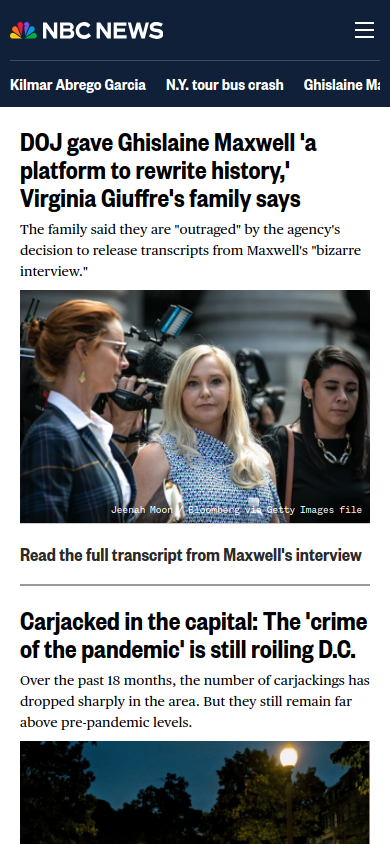 NBC NEWS
Kilmar Abrego Garcia N.Y. tour bus crash Ghislaine Ma
DOJ gave Ghislaine Maxwell 'a
platform to rewrite history,'
Virginia Giuffre's family says
The family said they are "outraged" by the agency's
decision to release transcripts from Maxwell's "bizarre
interview."
Jeenah Moon / Bloomberg via Getty Images file
Read the full transcript from Maxwell's interview
Carjacked in the capital: The 'crime
of the pandemic' is still roiling D.C.
Over the past 18 months, the number of carjackings has
dropped sharply in the area. But they still remain far
above pre-pandemic levels.